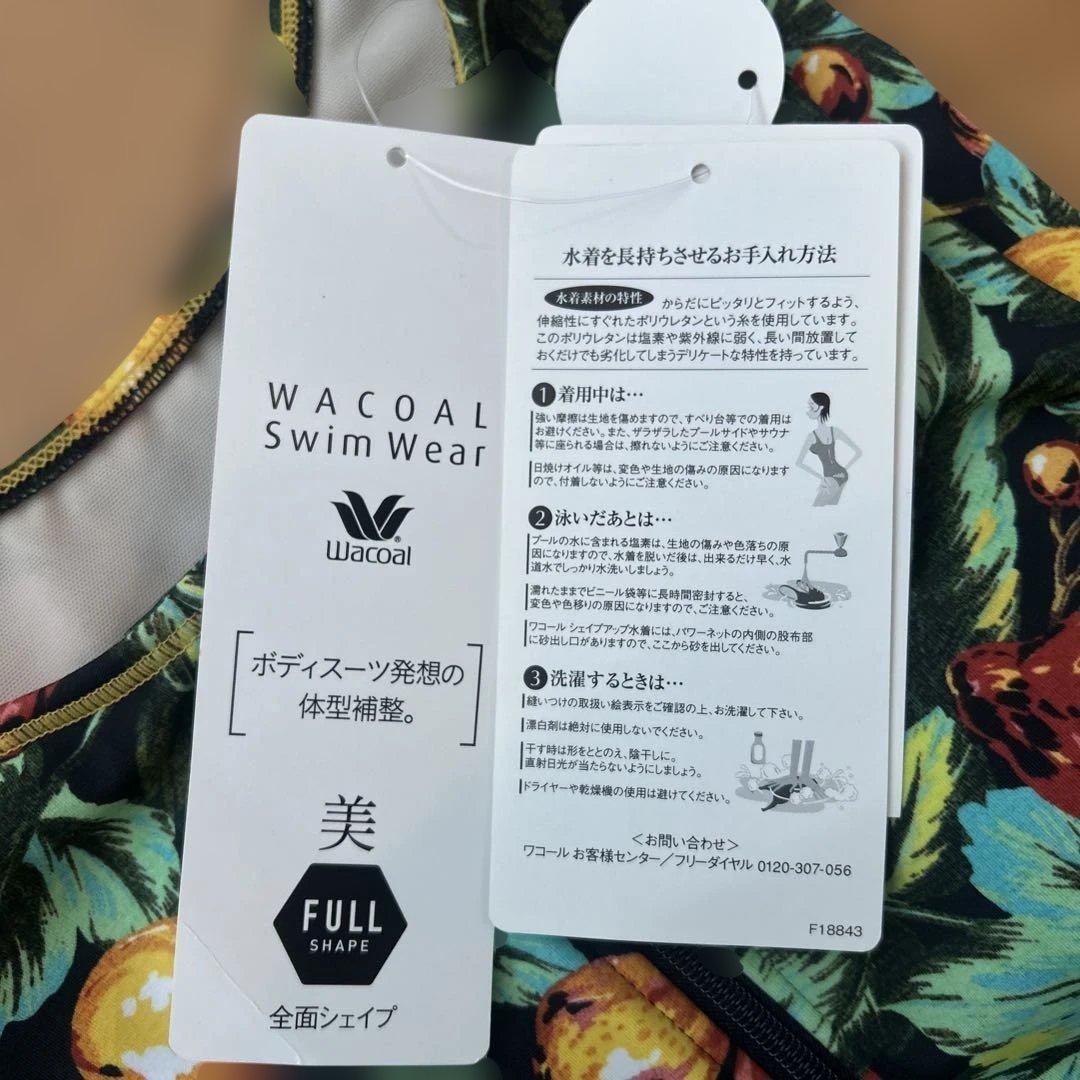 WACOAL
Swim Wear
Wacoal
ボディスーツ発想の
体型補整。
美
FULL
SHAPE
全面シェイプ
水着を長持ちさせるお手入れ方法
水着素材の特性 からだにピッタリとフィットするよう、
伸縮性にすぐれたポリウレタンという糸を使用しています。
このポリウレタンは塩素や紫外線に弱く、長い間放置して
おくだけでも劣化してしまうデリケートな特性を持っています。
1 着用中は…
強い摩擦は生地を傷めますので、すべり台等での着用は
お避けください。また、ザラザラしたプールサイドやサウナ
等に座られる場合は、擦れないようにご注意ください。
日焼けオイル等は、変色や生地の傷みの原因になります
ので、付着しないようにご注意ください。
2 泳いだあとは…
プールの水に含まれる塩素は、生地の傷みや色落ちの原
因になりますので、水着を脱いだ後は、出来るだけ早く、水
道水でしっかり水洗いしましょう。
濡れたままでビニール袋等に長時間密封すると、
変色や色移りの原因になりますので、ご注意ください。
ワコール シェイプアップ水着には、パワーネットの内側の股布部
に砂出し口がありますので、ここから砂を出してください。
3 洗濯するときは…
縫いつけの取扱い絵表示をご確認の上、お洗濯して下さい。
漂白剤は絶対に使用しないでください。
干す時は形をととのえ、陰干しに。
直射日光が当たらないようにしましょう。
ドライヤーや乾燥機の使用は避けてください。
＜お問い合わせ＞
ワコール お客様センター／フリーダイヤル 0120-307-056
F18843